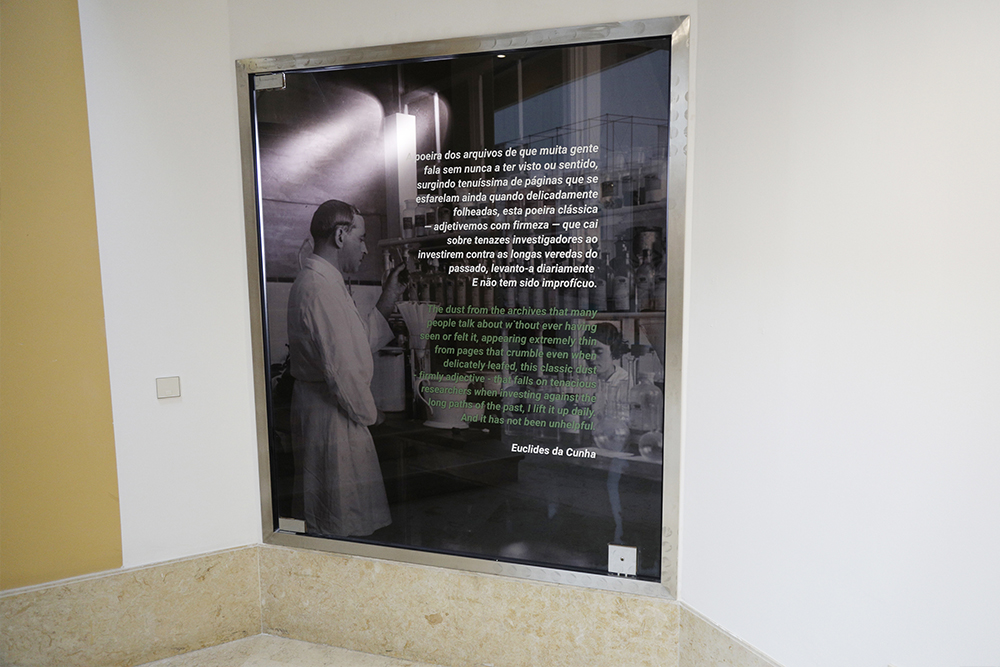 poeira dos arquivos de que muita gente
fala sem nunca a ter visto ou sentido,
surgindo tenuíssima de páginas que se
esfarelam ainda quando delicadamente
folheadas, esta poeira clássica
— adjetivemos com firmeza — que cai
sobre tenazes investigadores ao
investirem contra as longas veredas do
passado, levanto-a diariamente
E não tem sido improfícuo.
The dust from the archives that many
people talk about w thout ever having
seen or felt it, appearing extremely thin
from pages that crumble even when
delicately leafed, this classic dust
- firmly adjective - that falls on tenacious
researchers when investing against the
long paths of the past, I lift it up daily.
And it has not been unhelpful.
Euclides da Cunha